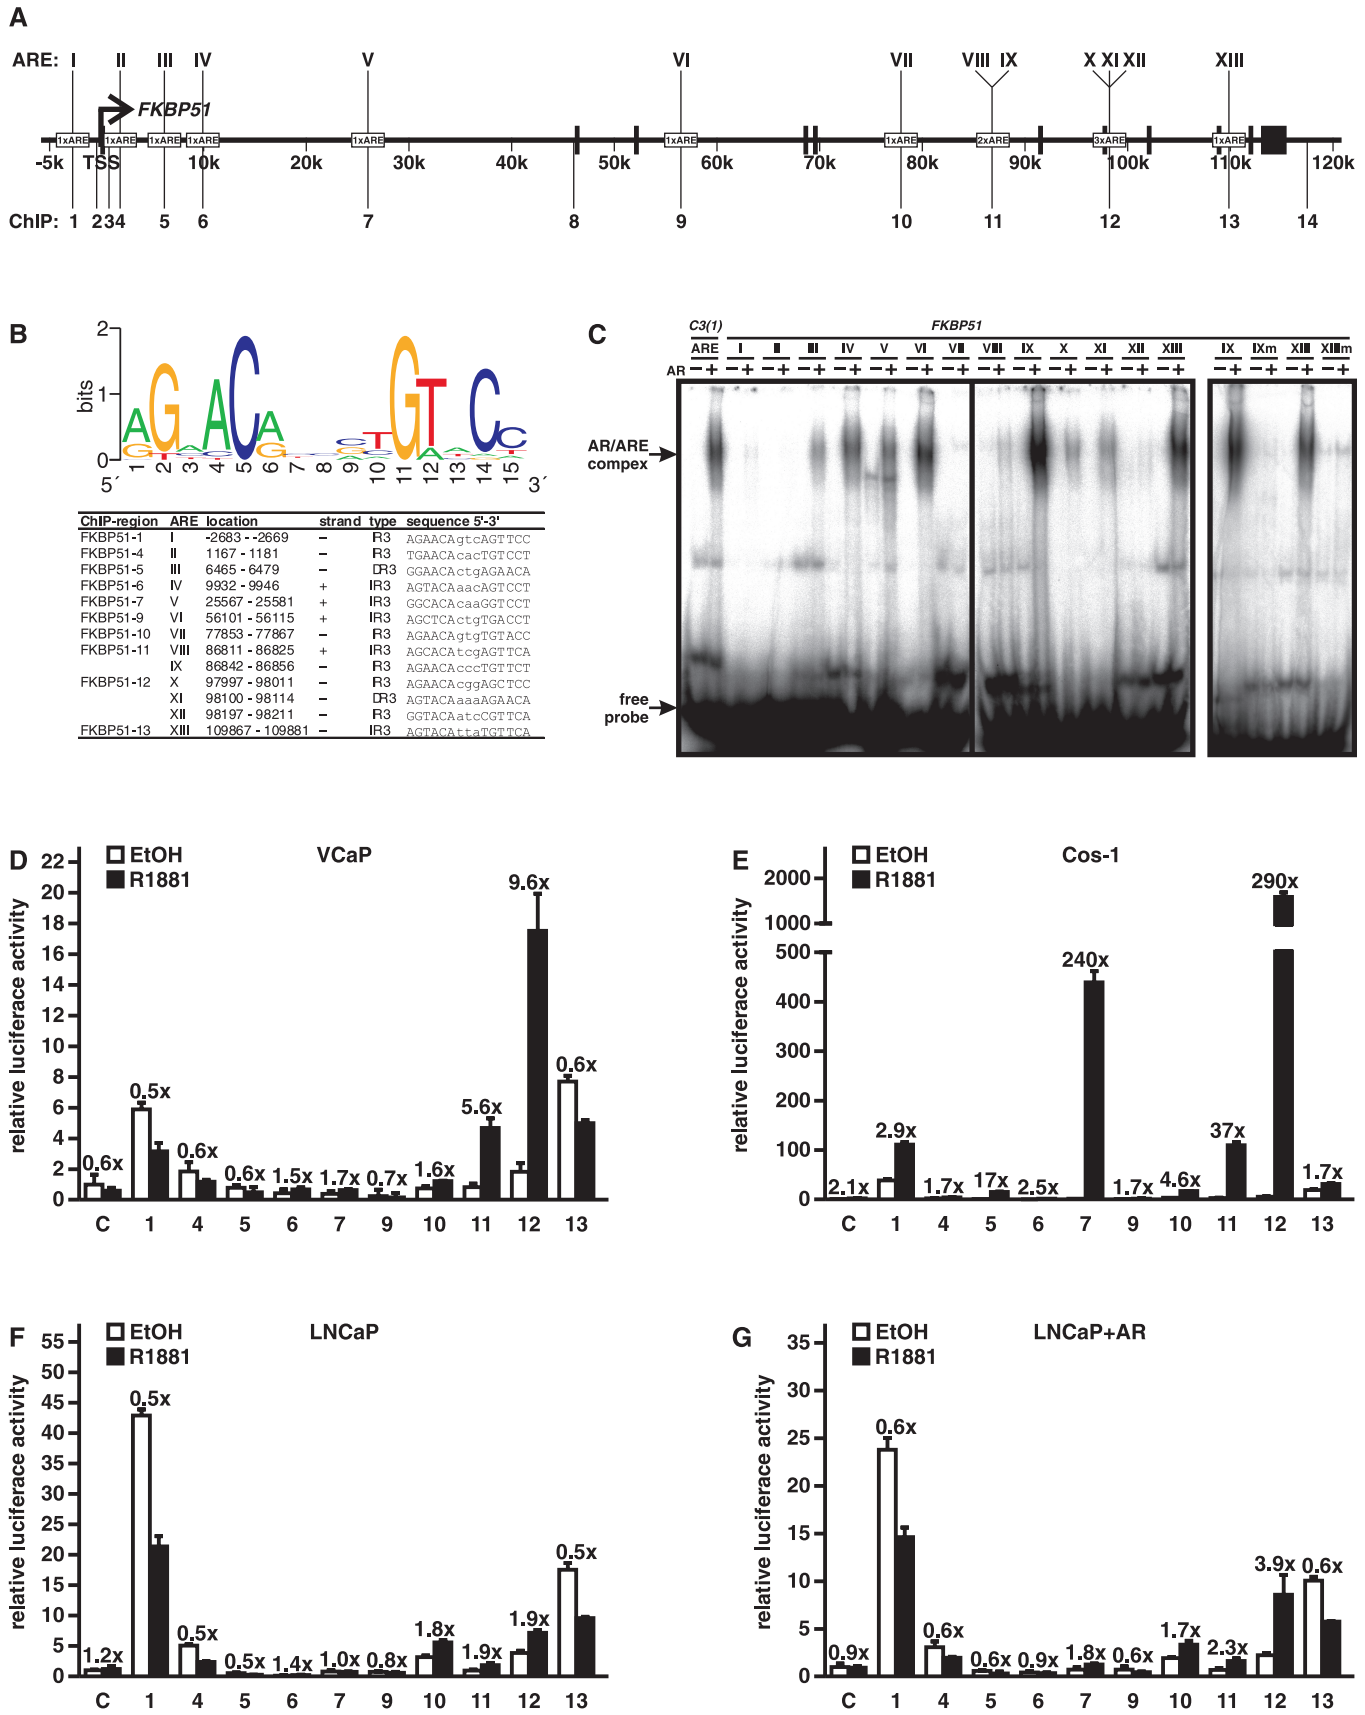 A
ARE: I II III IV V VI VII VIII IX X XI XII XIII
FKBP51
1xARE 1xARE 1xARE 1xARE 1xARE 1xARE 1xARE 2xARE 3xARE 1xARE
-5k TSS 10k 20k 30k 40k 50k 60k 70k 80k 90k 100k 110k 120k
ChIP: 1 2 3 4 5 6 7 8 9 10 11 12 13 14
B
2
1
0
bits
1 2 3 4 5 6 7 8 9 10 11 12 13 14 15
5´ 3´
ChIP-region ARE location strand type sequence 5'-3'
FKBP51-1 I -2683 - -2669 – IR3 AGAACAgtcAGTTCC
FKBP51-4 II 1167 - 1181 – IR3 TGAACAcacTGTCCT
FKBP51-5 III 6465 - 6479 – DR3 GGAACActgAGAACA
FKBP51-6 IV 9932 - 9946 + IR3 AGTACAaacAGTCCT
FKBP51-7 V 25567 - 25581 + IR3 GGCACAcaaGGTCCT
FKBP51-9 VI 56101 - 56115 + IR3 AGCTCActgTGACCT
FKBP51-10 VII 77853 - 77867 – IR3 AGAACAgtgTGTACC
FKBP51-11 VIII 86811 - 86825 + IR3 AGCACAtcgAGTTCA
IX 86842 - 86856 – IR3 AGAACAcccTGTTCT
FKBP51-12 X 97997 - 98011 – IR3 AGAACAcggAGCTCC
XI 98100 - 98114 – DR3 AGTACAaaaAGAACA
XII 98197 - 98211 – IR3 GGTACAatcCGTTCA
FKBP51-13 XIII 109867 - 109881 – IR3 AGTACAttaTGTTCA
C
C3(1) FKBP51
ARE I II III IV V VI VII VIII IX X XI XII XIII IX IXm XIII XIIIm
AR – + – + – + – + – + – + – + – + – + – + – + – + – + – + – + – + – + – +
AR/ARE
compex
free
probe
D
VCaP
EtOH
R1881
relative luciferace activity
22
20
18
16
14
12
10
8
6
4
2
0
0.6x 0.5x 0.6x 0.6x 1.5x 1.7x 0.7x 1.6x 5.6x 9.6x 0.6x
C 1 4 5 6 7 9 10 11 12 13
E
Cos-1
EtOH
R1881
relative luciferace activity
2000
1000
500
400
300
200
100
0
2.1x 2.9x 1.7x 17x 2.5x 240x 1.7x 4.6x 37x 290x 1.7x
C 1 4 5 6 7 9 10 11 12 13
F
LNCaP
EtOH
R1881
relative luciferace activity
55
50
45
40
35
30
25
20
15
10
5
0
1.2x 0.5x 0.5x 0.5x 1.4x 1.0x 0.8x 1.8x 1.9x 1.9x 0.5x
C 1 4 5 6 7 9 10 11 12 13
G
LNCaP+AR
EtOH
R1881
relative luciferace activity
35
30
25
20
15
10
5
0
0.9x 0.6x 0.6x 0.6x 0.9x 1.8x 0.6x 1.7x 2.3x 3.9x 0.6x
C 1 4 5 6 7 9 10 11 12 13